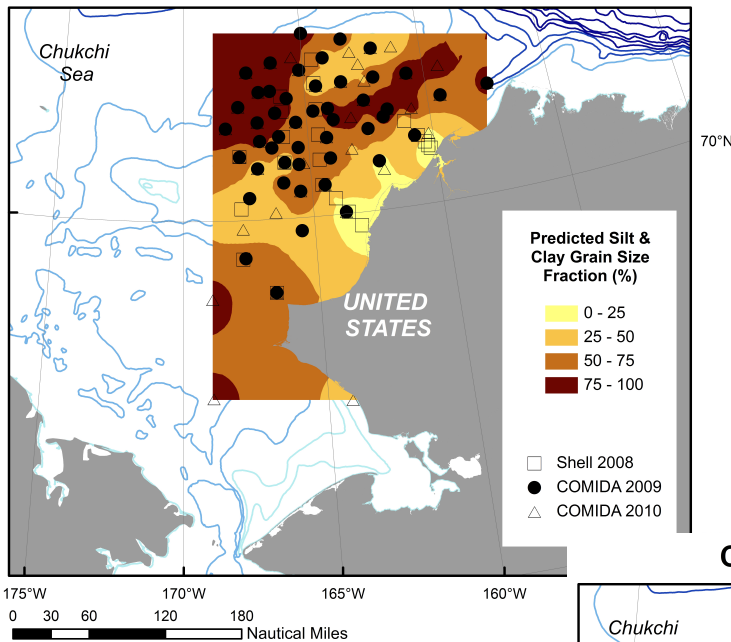 Chukchi
Sea
70°N
Predicted Silt &
Clay Grain Size
Fraction (%)
0 - 25
25 - 50
50 - 75
75 - 100
UNITED
STATES
Shell 2008
COMIDA 2009
COMIDA 2010
175°W
170°W
165°W
160°W
0 30 60 120 180
Nautical Miles
Chukchi